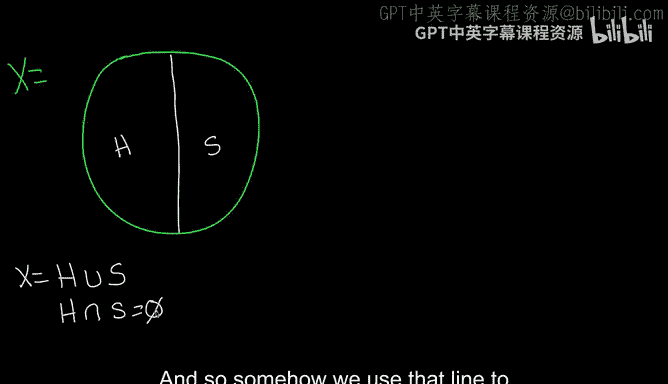 GPT中英字幕课程资源@bilibili
GPT中英字幕课程资源 bilibili
X=
H S
X= H ∪ S
H ∩ S = ∅
And so somehow we use that line to